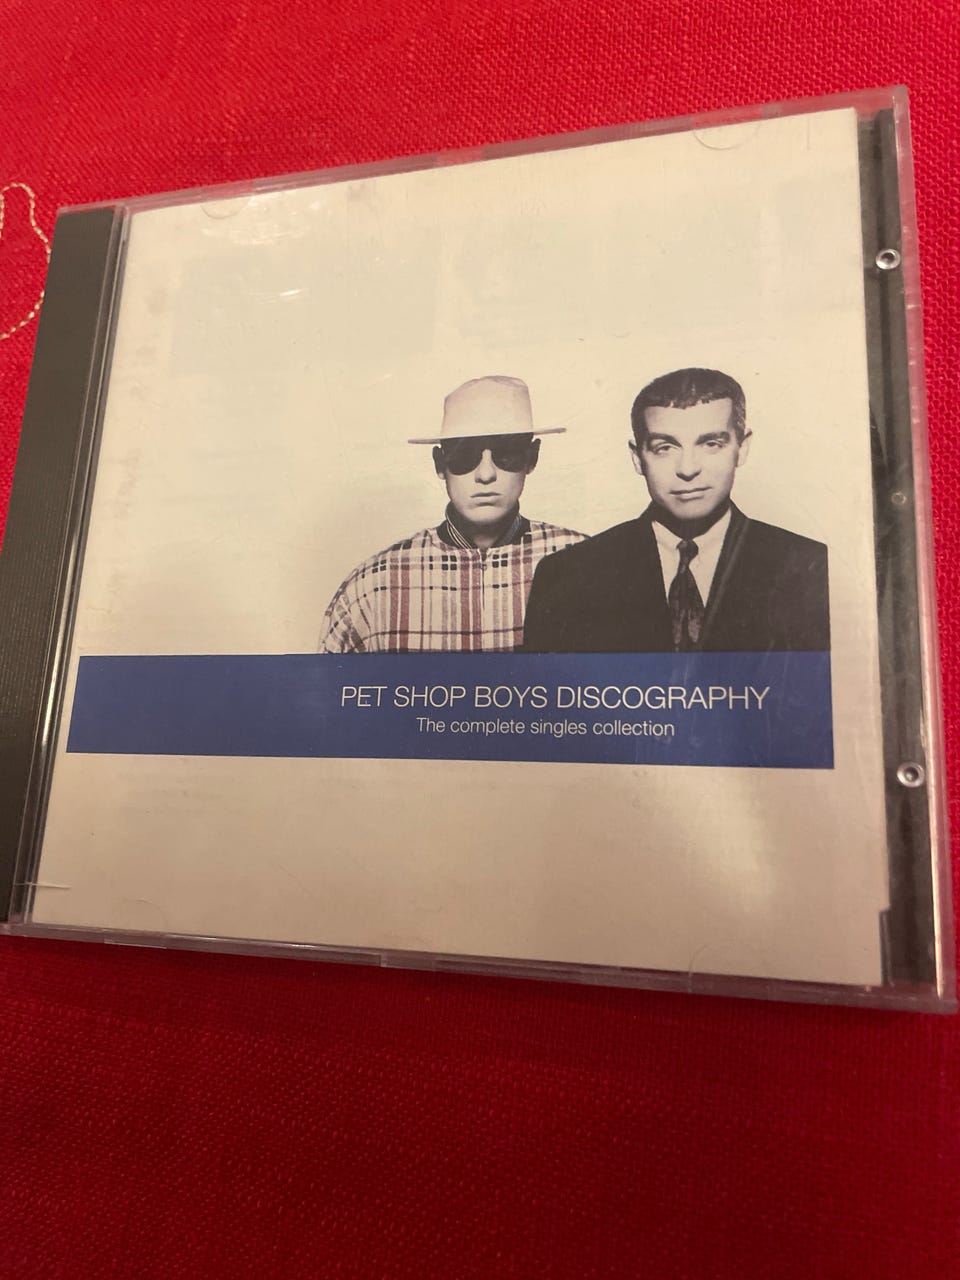 PET SHOP BOYS DISCOGRAPHY
The complete singles collection